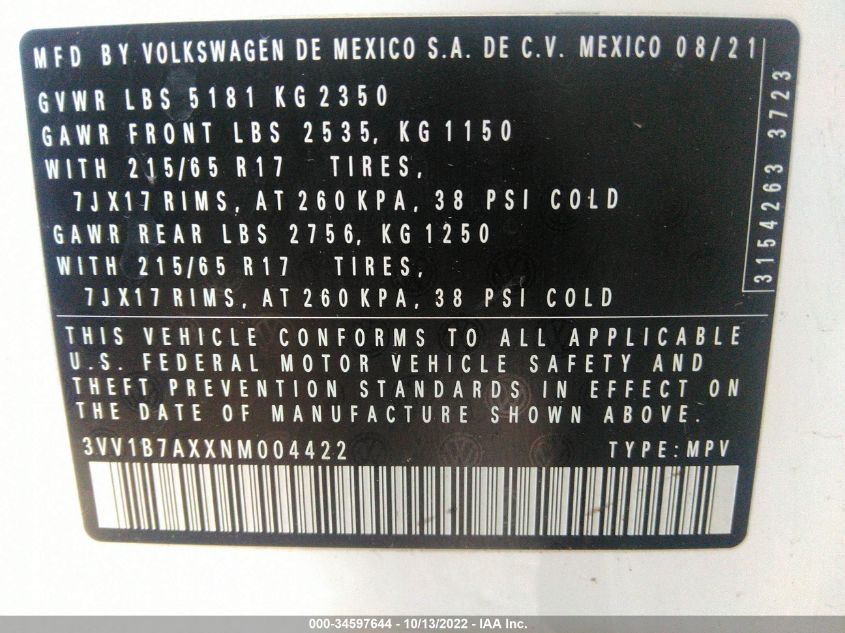 MFD BY VOLKSWAGEN DE MEXICO S.A. DE C.V. MEXICO 08/21
GVWR LBS 5181 KG 2350
GAWR FRONT LBS 2535, KG 1150
WITH 215/65 R17 TIRES,
7JX17 RIMS, AT 260 KPA, 38 PSI COLD
GAWR REAR LBS 2756, KG 1250
WITH 215/65 R17 TIRES,
7JX17 RIMS, AT 260 KPA, 38 PSI COLD
3154263 3723
THIS VEHICLE CONFORMS TO ALL APPLICABLE
U.S. FEDERAL MOTOR VEHICLE SAFETY AND
THEFT PREVENTION STANDARDS IN EFFECT ON
THE DATE OF MANUFACTURE SHOWN ABOVE.
3VV1B7AXXNM004422 TYPE: MPV
000-34597644 - 10/13/2022 - IAA Inc.